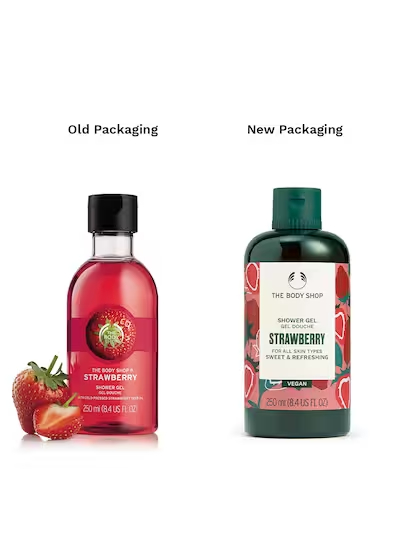 Old Packaging
New Packaging
THE BODY SHOP®
STRAWBERRY
SHOWER GEL
GEL DOUCHE
250 ml (8.4 US FL OZ)
THE BODY SHOP
SHOWER GEL
GEL DOUCHE
STRAWBERRY
FOR ALL SKIN TYPES
SWEET & REFRESHING
VEGAN
250 ml (8.4 US FL OZ)